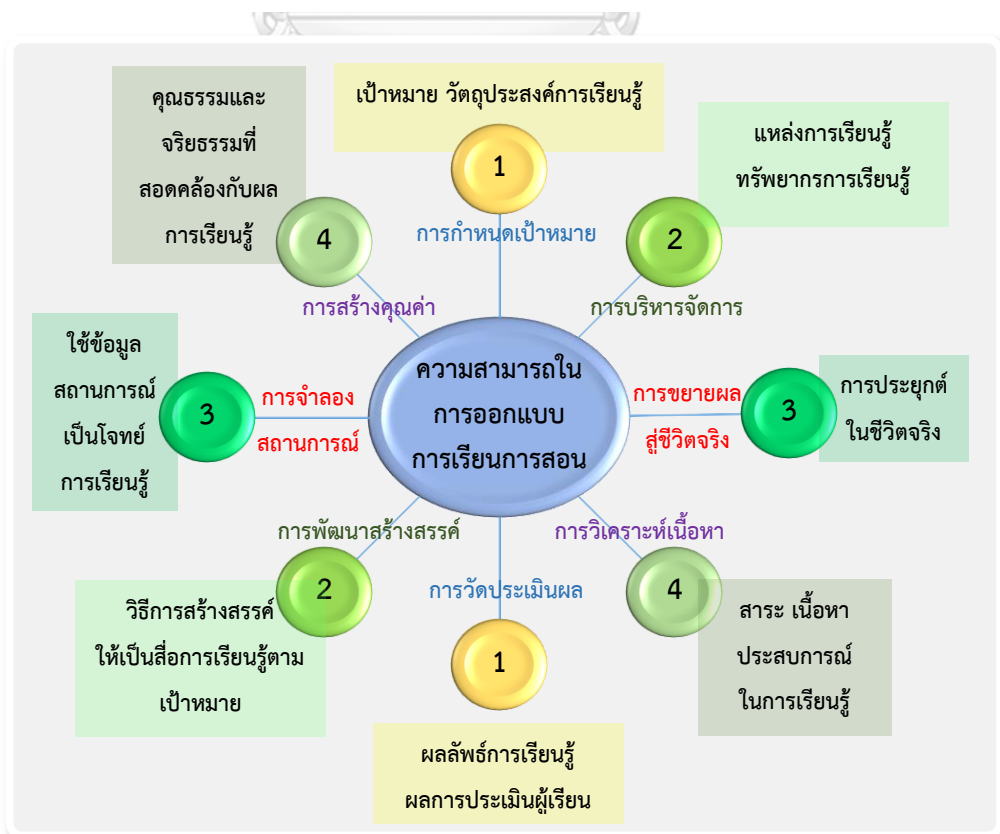 เป้าหมาย วัตถุประสงค์การเรียนรู้
1
การกำหนดเป้าหมาย
แหล่งการเรียนรู้
ทรัพยากรการเรียนรู้
2
การบริหารจัดการ
การประยุกต์
ในชีวิตจริง
3
การขยายผล
สู่ชีวิตจริง
สาระ เนื้อหา
ประสบการณ์
ในการเรียนรู้
4
การวิเคราะห์เนื้อหา
การวัดประเมินผล
1
ผลลัพธ์การเรียนรู้
ผลการประเมินผู้เรียน
การพัฒนาสร้างสรรค์
2
วิธีการสร้างสรรค์
ให้เป็นสื่อการเรียนรู้ตาม
เป้าหมาย
ใช้ข้อมูล
สถานการณ์
เป็นโจทย์
การเรียนรู้
3
การจำลอง
สถานการณ์
คุณธรรมและ
จริยธรรมที่
สอดคล้องกับผล
การเรียนรู้
4
การสร้างคุณค่า
ความสามารถใน
การออกแบบ
การเรียนการสอน